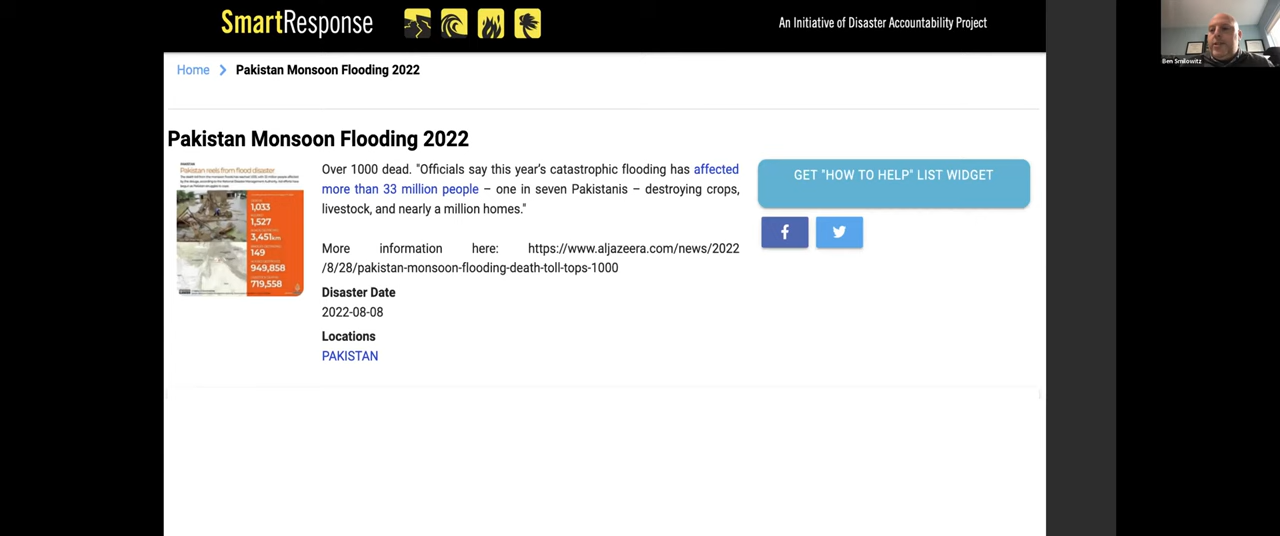 SmartResponse
An Initiative of Disaster Accountability Project
Ben Smilowitz
Home
Pakistan Monsoon Flooding 2022
Pakistan Monsoon Flooding 2022
Pakistan reels from flood disaster
1,033
1,527
3,451km
149
949,858
719,558
Over 1000 dead. "Officials say this year's catastrophic flooding has affected
more than 33 million people – one in seven Pakistanis – destroying crops,
livestock, and nearly a million homes."
More information here: https://www.aljazeera.com/news/2022
/8/28/pakistan-monsoon-flooding-death-toll-tops-1000
Disaster Date
2022-08-08
Locations
PAKISTAN
GET "HOW TO HELP" LIST WIDGET